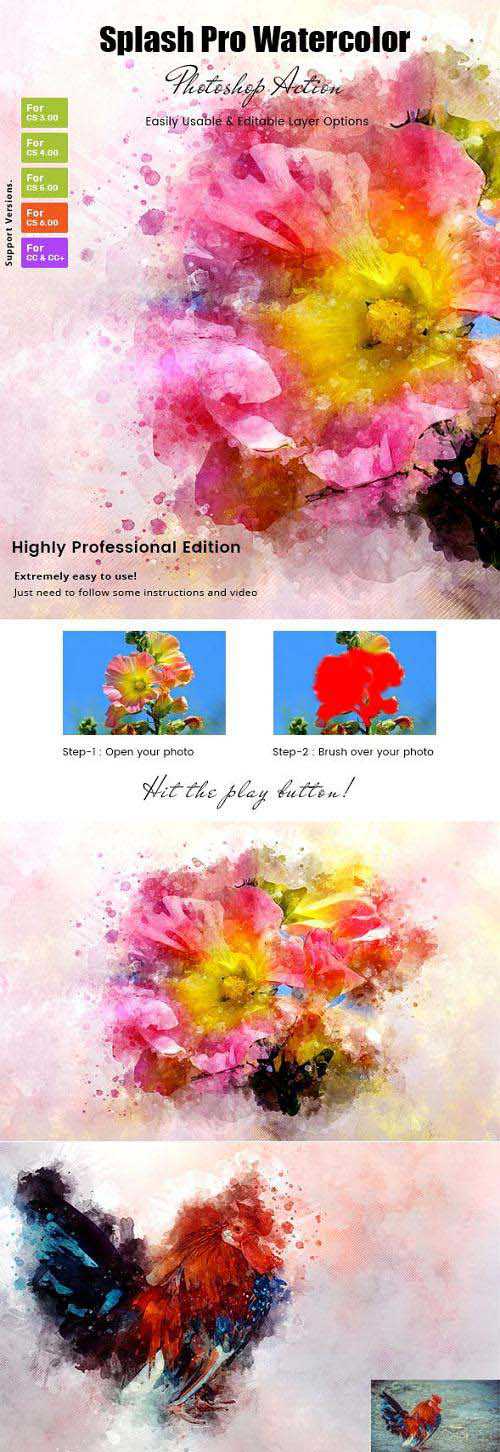 Splash Pro Watercolor
Photoshop Action
Easily Usable & Editable Layer Options
Support Versions.
For
CS 3.00
For
CS 4.00
For
CS 5.00
For
CS 6.00
For
CC & CC+
Highly Professional Edition
Extremely easy to use!
Just need to follow some instructions and video
Step-1 : Open your photo
Step-2 : Brush over your photo
Hit the play button!